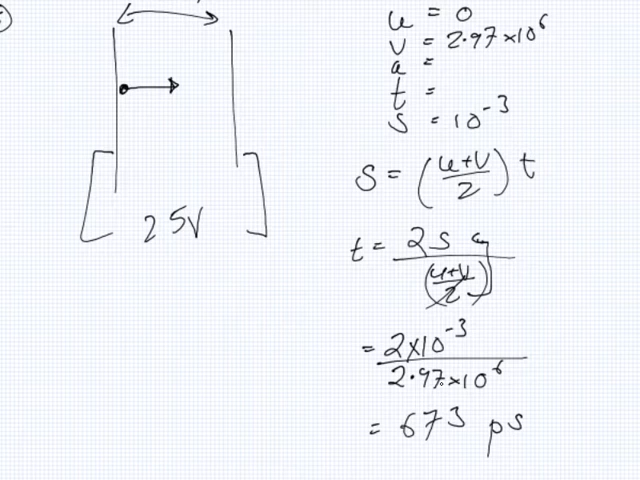 u = 0
v = 2.97×10⁶
a =
t =
s = 10⁻³
S = (u+v/2) t
25V
t = 2s / (u+v/2)
= 2×10⁻³ / 2.97×10⁶
= 673 ps